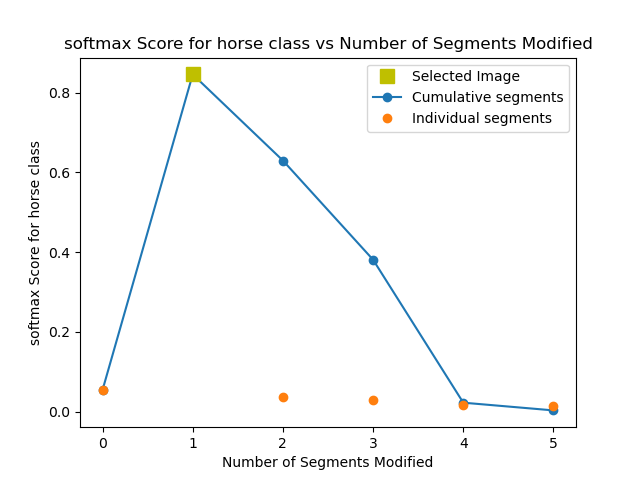 softmax Score for horse class vs Number of Segments Modified
Selected Image
Cumulative segments
Individual segments
softmax Score for horse class
0.8
0.6
0.4
0.2
0.0
0 1 2 3 4 5
Number of Segments Modified